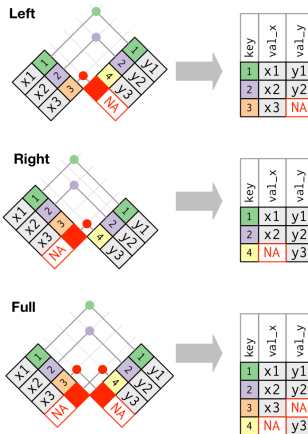 Left
x1 1
x2 2
x3 3
1 y1
2 y2
4 y3
NA
key val_x val_y
1 x1 y1
2 x2 y2
3 x3 NA
Right
x1 1
x2 2
x3 3
NA
1 y1
2 y2
4 y3
key val_x val_y
1 x1 y1
2 x2 y2
4 NA y3
Full
x1 1
x2 2
x3 3
NA
1 y1
2 y2
4 y3
NA
key val_x val_y
1 x1 y1
2 x2 y2
3 x3 NA
4 NA y3